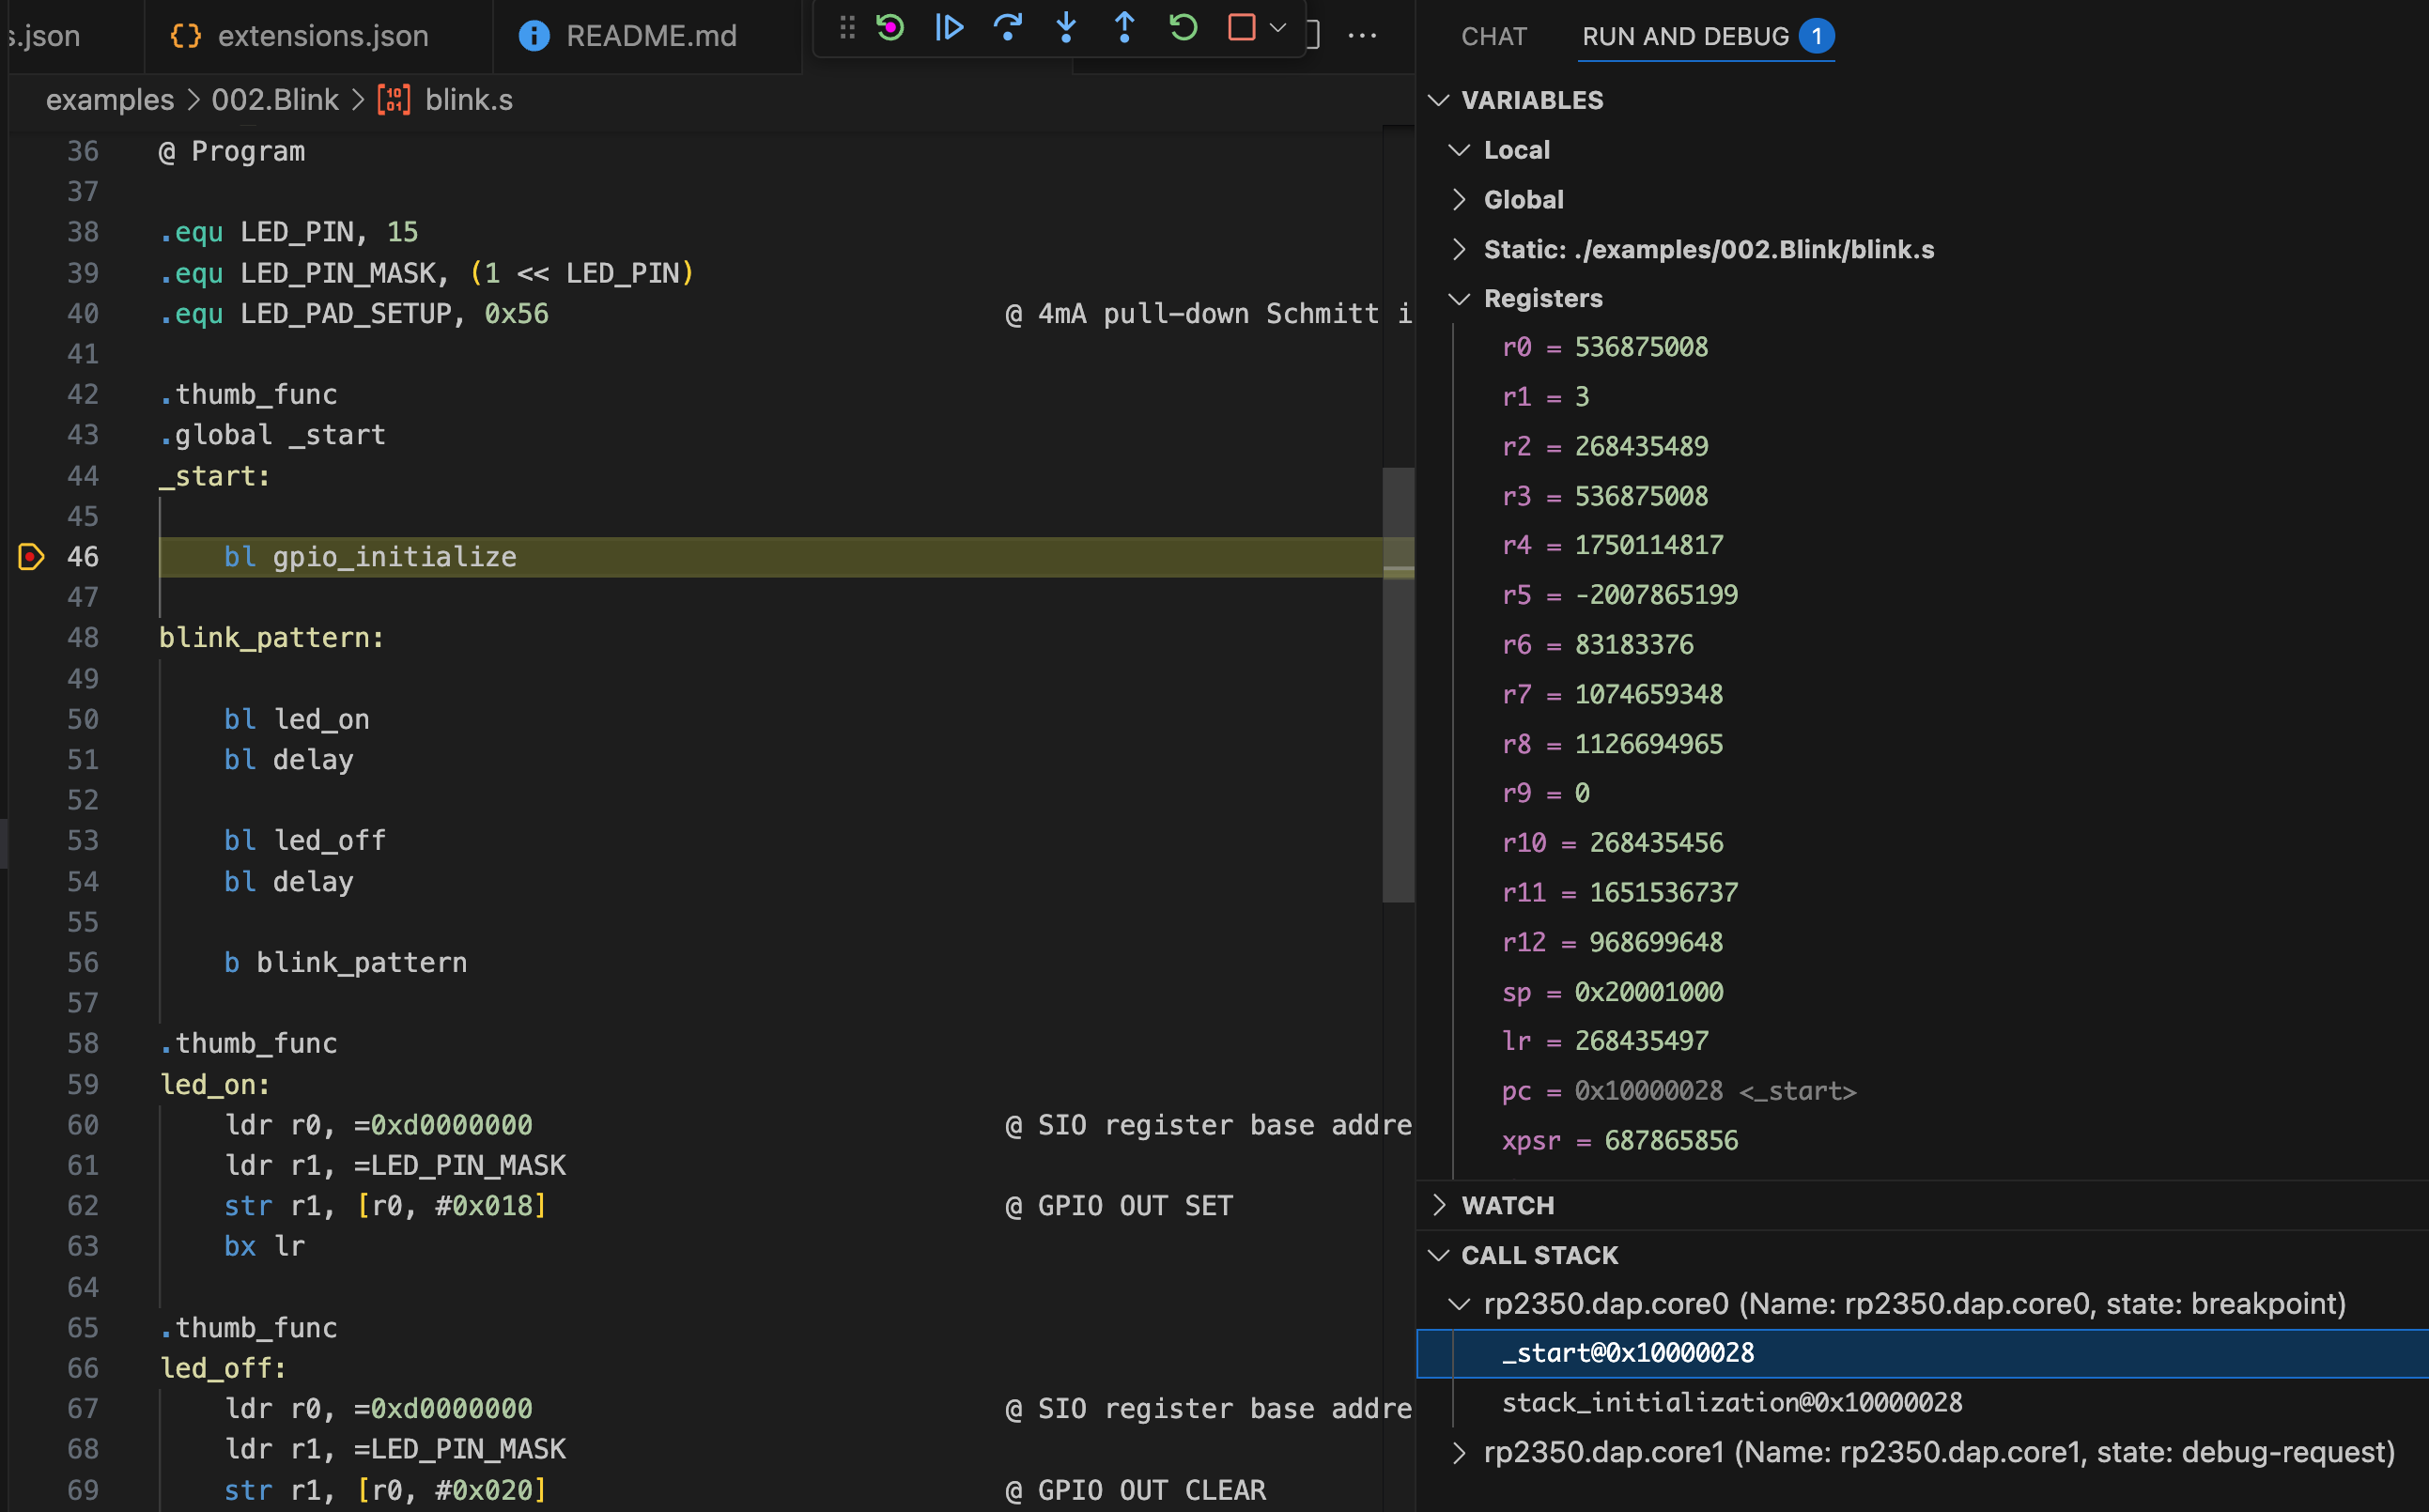 s.json
{} extensions.json
README.md
examples > 002.Blink > blink.s
36 @ Program
37
38 .equ LED_PIN, 15
39 .equ LED_PIN_MASK, (1 << LED_PIN)
40 .equ LED_PAD_SETUP, 0x56 @ 4mA pull-down Schmitt i
41
42 .thumb_func
43 .global _start
44 _start:
45
46 bl gpio_initialize
47
48 blink_pattern:
49
50 bl led_on
51 bl delay
52
53 bl led_off
54 bl delay
55
56 b blink_pattern
57
58 .thumb_func
59 led_on:
60 ldr r0, =0xd0000000 @ SIO register base addre
61 ldr r1, =LED_PIN_MASK
62 str r1, [r0, #0x018] @ GPIO OUT SET
63 bx lr
64
65 .thumb_func
66 led_off:
67 ldr r0, =0xd0000000 @ SIO register base addre
68 ldr r1, =LED_PIN_MASK
69 str r1, [r0, #0x020] @ GPIO OUT CLEAR
CHAT
RUN AND DEBUG 1
VARIABLES
Local
Global
Static: ./examples/002.Blink/blink.s
Registers
r0 = 536875008
r1 = 3
r2 = 268435489
r3 = 536875008
r4 = 1750114817
r5 = -2007865199
r6 = 83183376
r7 = 1074659348
r8 = 1126694965
r9 = 0
r10 = 268435456
r11 = 1651536737
r12 = 968699648
sp = 0x20001000
lr = 268435497
pc = 0x10000028 <_start>
xpsr = 687865856
WATCH
CALL STACK
rp2350.dap.core0 (Name: rp2350.dap.core0, state: breakpoint)
_start@0x10000028
stack_initialization@0x10000028
rp2350.dap.core1 (Name: rp2350.dap.core1, state: debug-request)